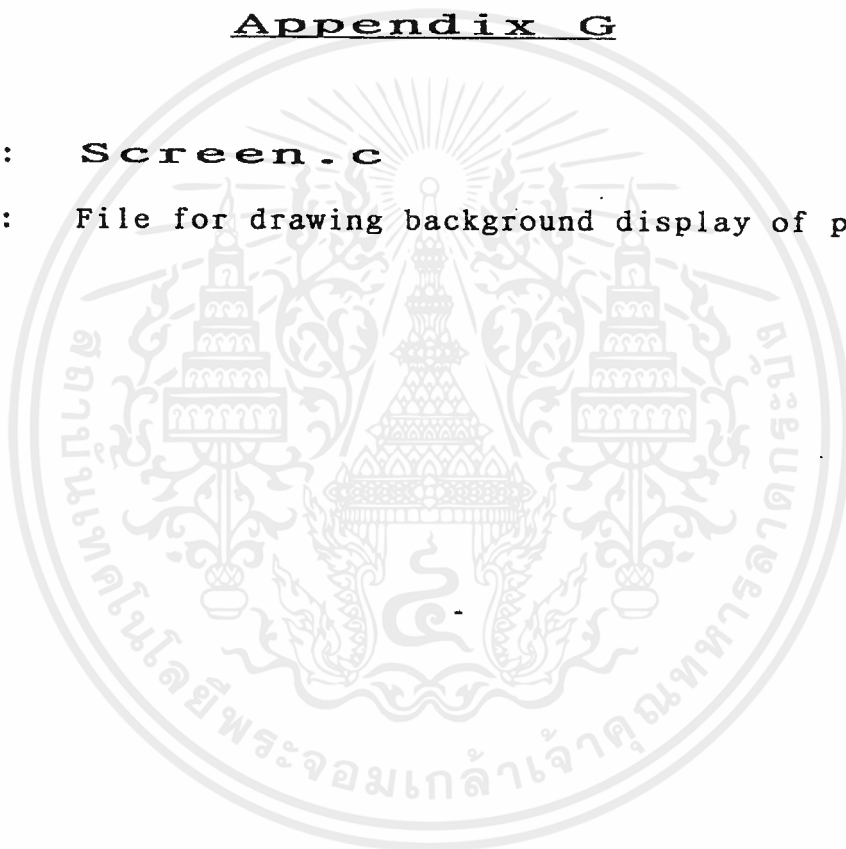 Appendix G
: Screen.c
: File for drawing background display of p
สถาบันเทคโนโลยีพระจอมเกล้าเจ้าคุณทหารลาดกระบัง